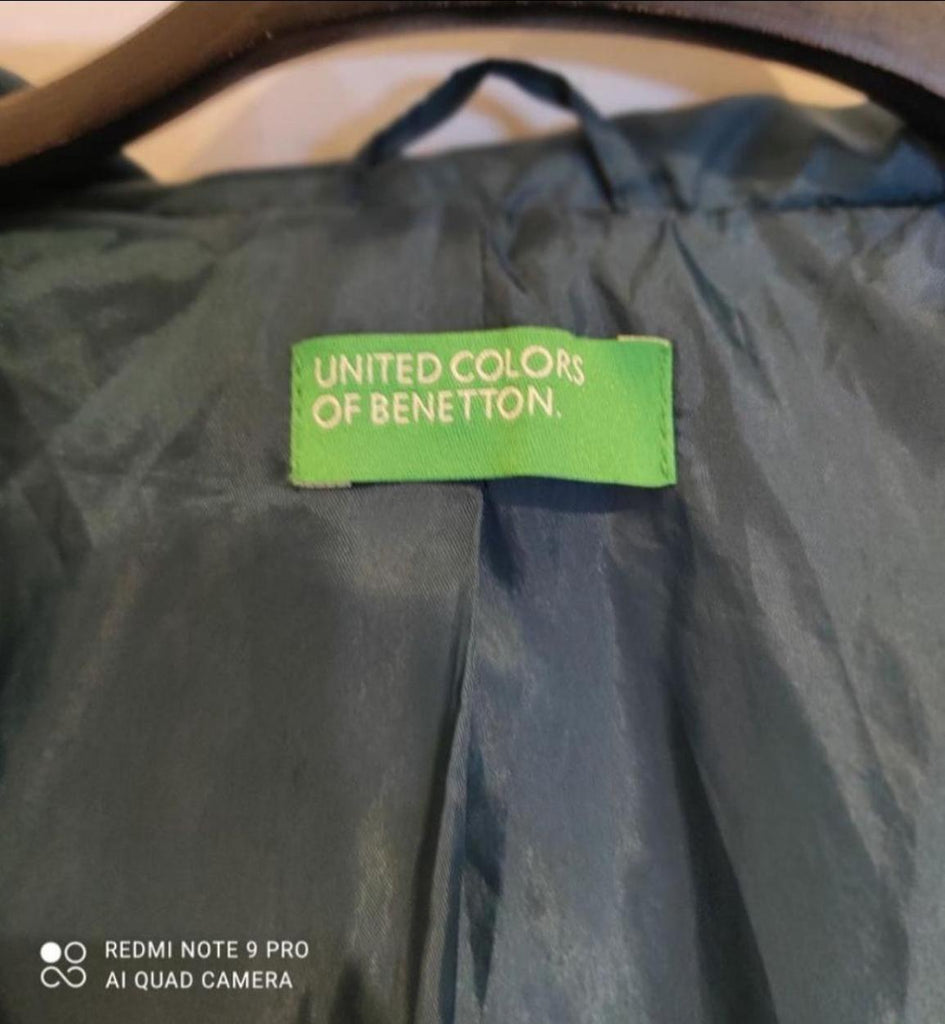 UNITED COLORS
OF BENETTON.
REDMI NOTE 9 PRO
AI QUAD CAMERA